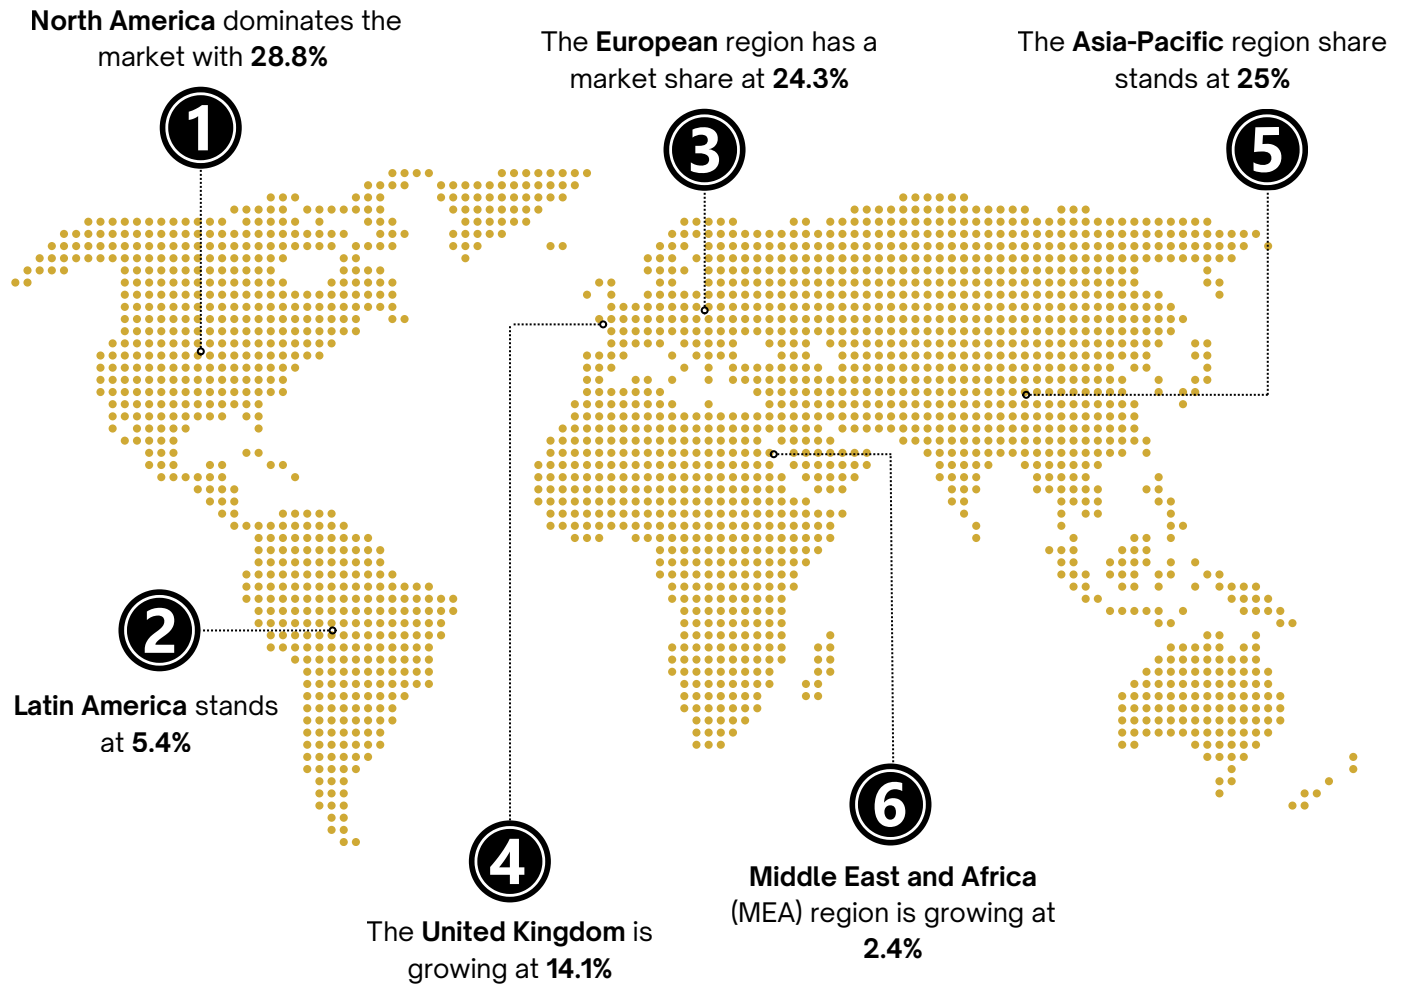 North America dominates the
market with 28.8%
1
The European region has a
market share at 24.3%
3
The Asia-Pacific region share
stands at 25%
5
2
Latin America stands
at 5.4%
4
The United Kingdom is
growing at 14.1%
6
Middle East and Africa
(MEA) region is growing at
2.4%